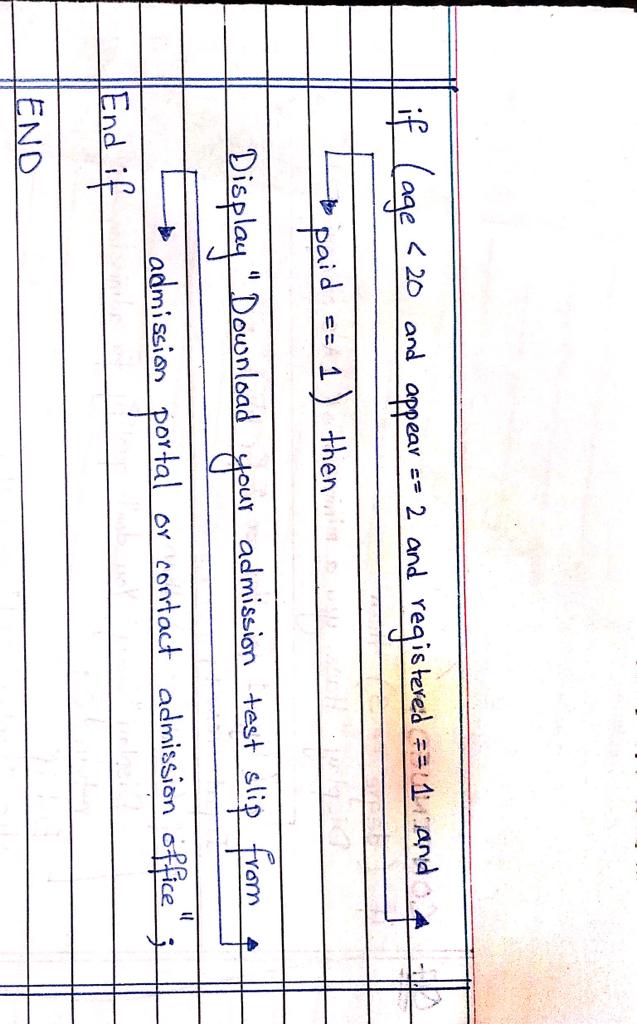 if (age < 20 and appear == 2 and registered == 1 and
paid == 1) then
Display "Download your admission test slip from
admission portal or contact admission office";
End if
END